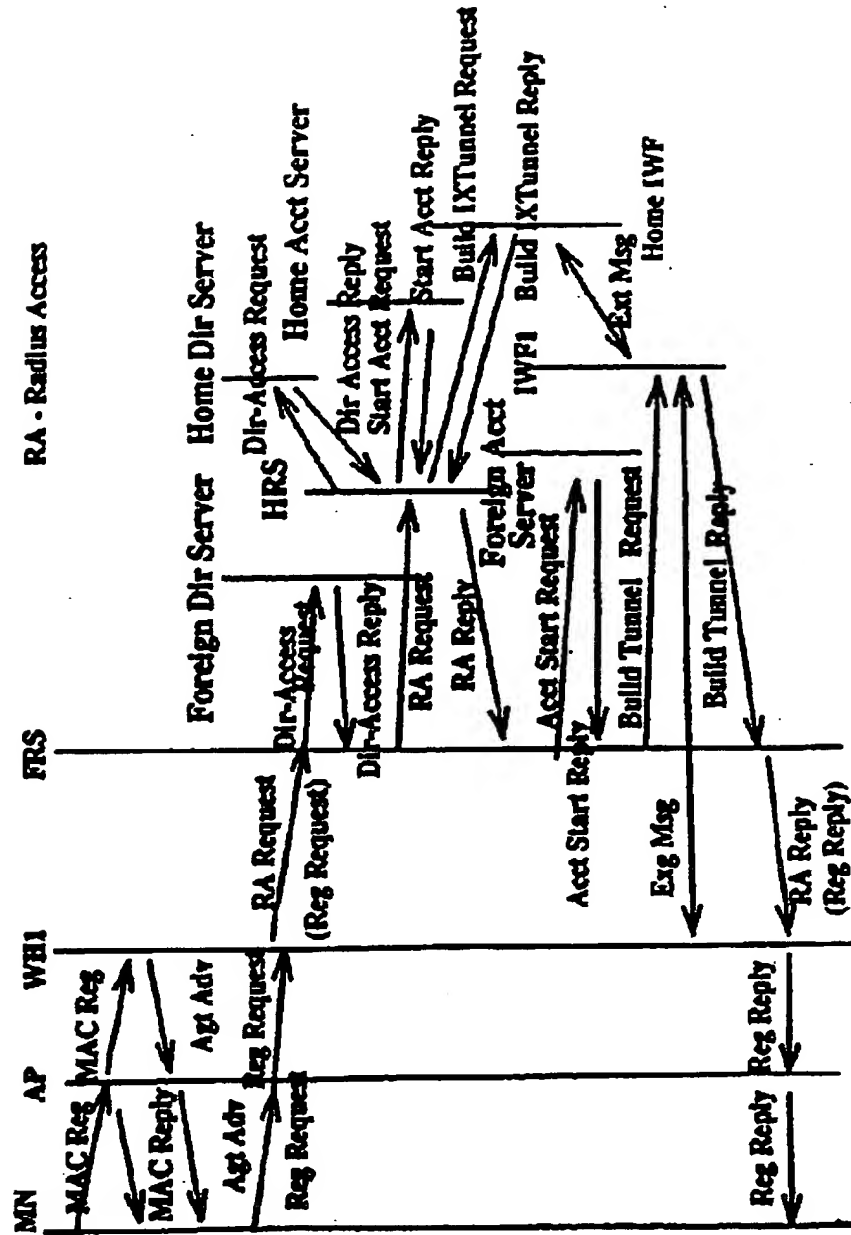 RA - Radius Access
MN
AP
WH1
FRS
Foreign Dir Server
Home Dir Server
HRS
Dir-Access Request
Home Acct Server
MAC Reg
MAC Reg
MAC Reply
Agt Adv
Agt Adv
Reg Request
Reg Request
RA Request
(Reg Request)
Dir-Access
Request
Dir-Access Reply
Dir Access Reply
Start Acct Request
Start Acct Reply
Build IXTunnel Request
Build IXTunnel Reply
RA Request
RA Reply
Foreign Acct
Server
IWF1
Ext Msg
Home IWF
Acct Start Request
Acct Start Reply
Build Tunnel Request
Exg Msg
Build Tunnel Reply
RA Reply
(Reg Reply)
Reg Reply
Reg Reply